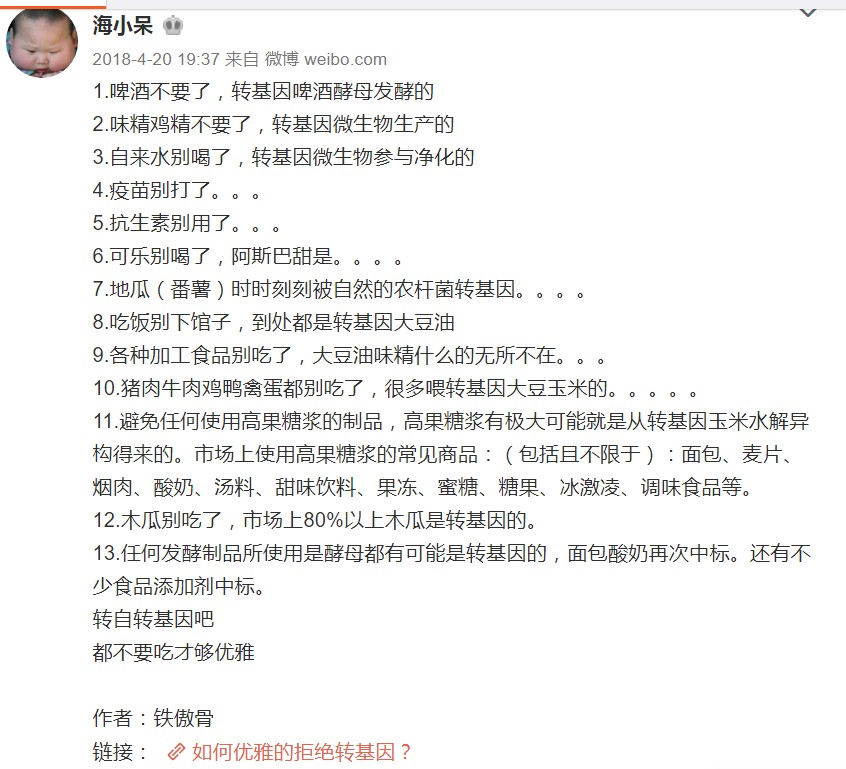 海小呆
2018-4-20 19:37 来自 微博 weibo.com
1.啤酒不要了，转基因啤酒酵母发酵的
2.味精鸡精不要了，转基因微生物生产的
3.自来水别喝了，转基因微生物参与净化的
4.疫苗别打了。。。
5.抗生素别用了。。。
6.可乐别喝了，阿斯巴甜是。。。。
7.地瓜（番薯）时时刻刻被自然的农杆菌转基因。。。。
8.吃饭别下馆子，到处都是转基因大豆油
9.各种加工食品别吃了，大豆油味精什么的无所不在。。。
10.猪肉牛肉鸡鸭禽蛋都别吃了，很多喂转基因大豆玉米的。。。。。
11.避免任何使用高果糖浆的制品，高果糖浆有极大可能就是从转基因玉米水解异
构得来的。市场上使用高果糖浆的常见商品：（包括且不限于）：面包、麦片、
烟肉、酸奶、汤料、甜味饮料、果冻、蜜糖、糖果、冰激凌、调味食品等。
12.木瓜别吃了，市场上80%以上木瓜是转基因的。
13.任何发酵制品所使用是酵母都有可能是转基因的，面包酸奶再次中标。还有不
少食品添加剂中标。
转自转基因吧
都不要吃才够优雅
作者：铁傲骨
链接： 如何优雅的拒绝转基因？